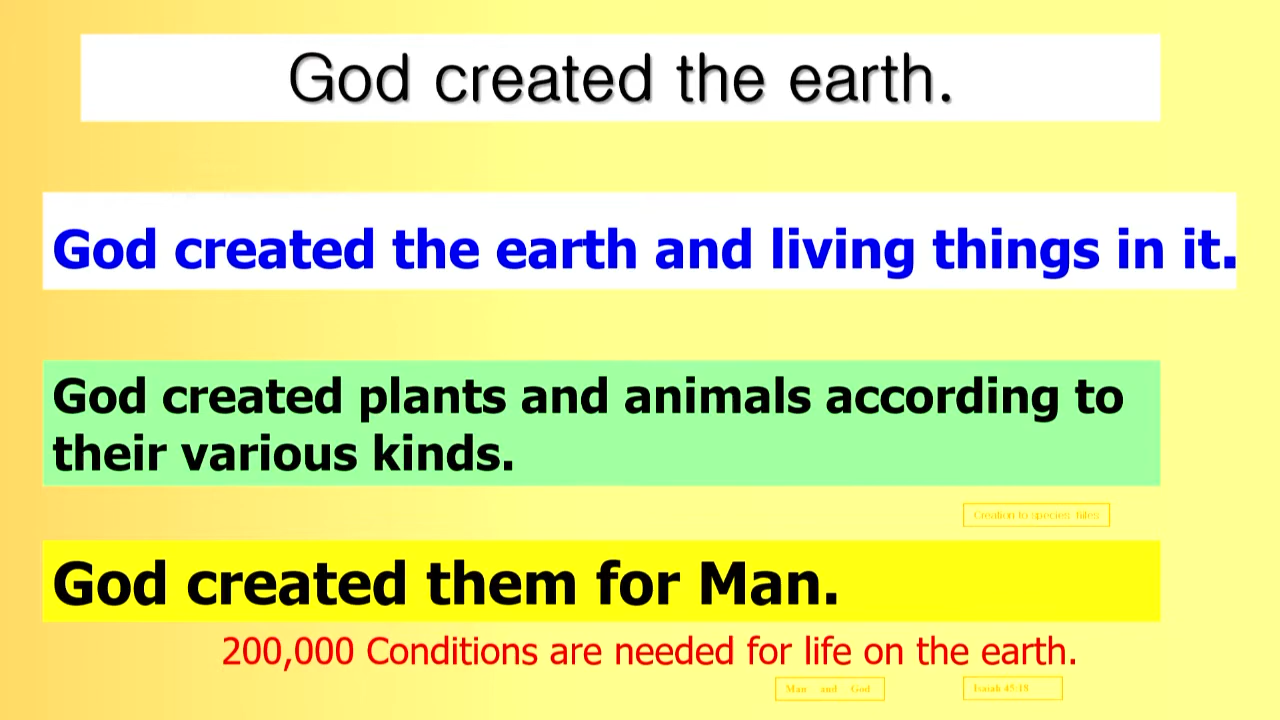 God created the earth.
God created the earth and living things in it.
God created plants and animals according to
their various kinds.
Creation to species titles
God created them for Man.
200,000 Conditions are needed for life on the earth.
Man and God
Isaiah 45:18